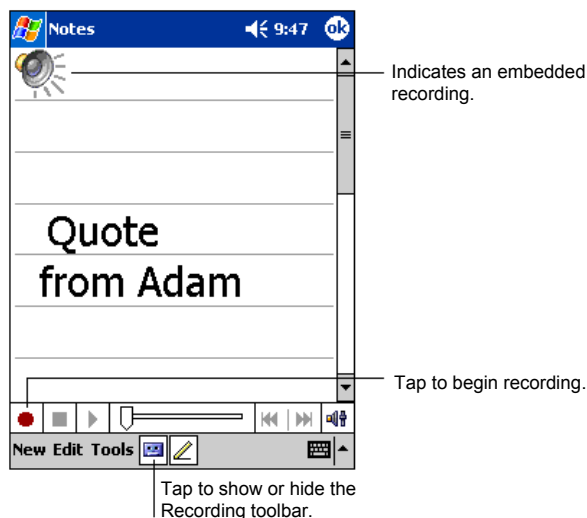 Notes 9:47 ok
Indicates an embedded
recording.
Quote
from Adam
Tap to begin recording.
New Edit Tools
Tap to show or hide the
Recording toolbar.